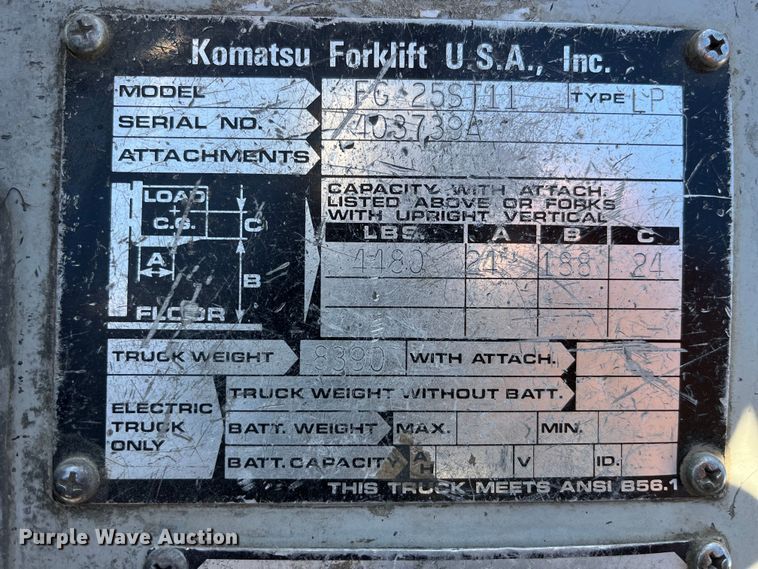 Komatsu Forklift U.S.A., Inc.
MODEL FG 25ST11 TYPE LP
SERIAL NO. 403739A
ATTACHMENTS
CAPACITY WITH ATTACH.
LISTED ABOVE OR FORKS
WITH UPRIGHT VERTICAL
LOAD
+
C.G. C
A B
FLOOR
LBS. A B C
4480 24 188 24
TRUCK WEIGHT 8390 WITH ATTACH.
ELECTRIC
TRUCK
ONLY
TRUCK WEIGHT WITHOUT BATT.
BATT. WEIGHT MAX. MIN.
BATT. CAPACITY AH V ID.
THIS TRUCK MEETS ANSI B56.1
Purple Wave Auction